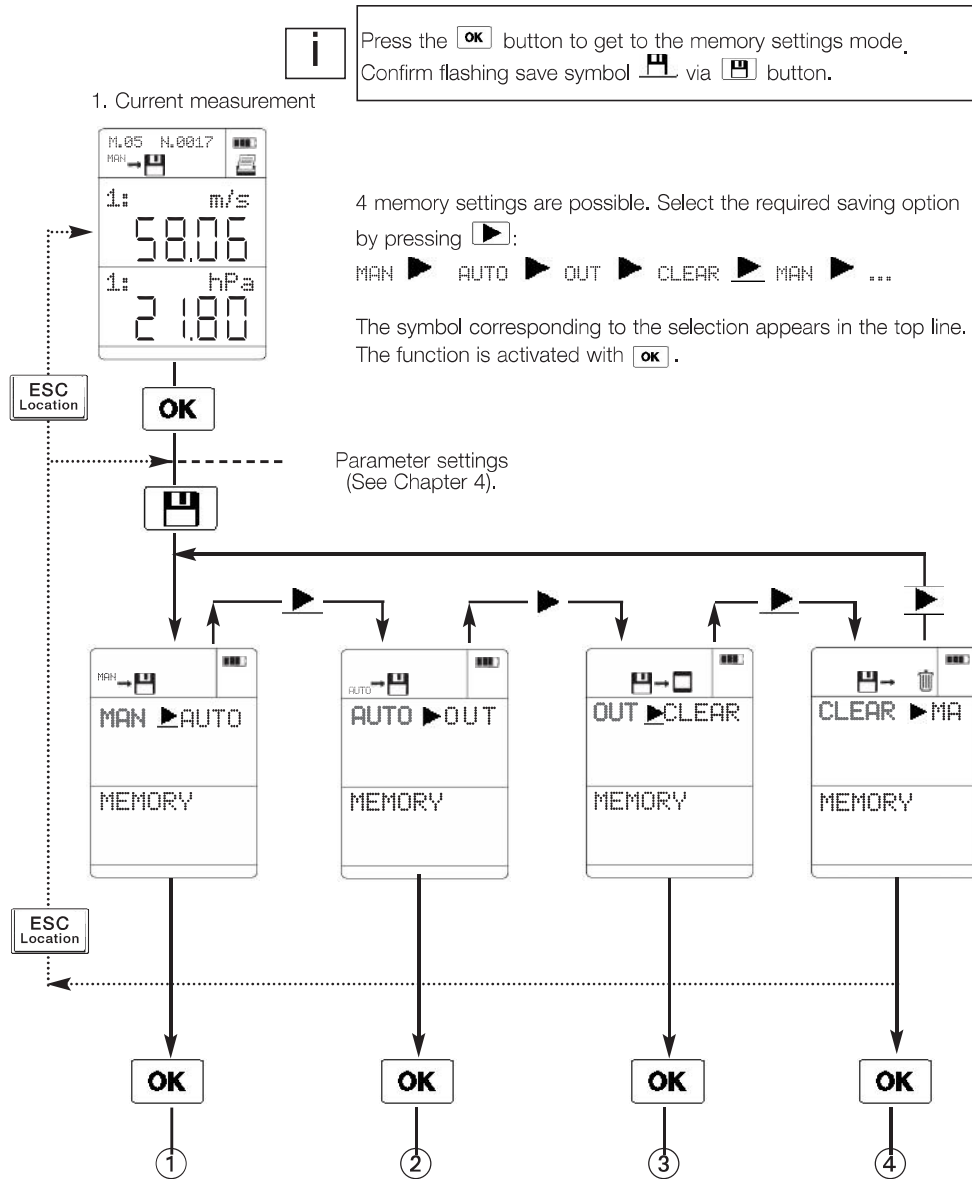 i
Press the OK button to get to the memory settings mode.
Confirm flashing save symbol via button.
1. Current measurement
M.05 N.0017
MAN
1: m/s
58.06
1: hPa
21.80
4 memory settings are possible. Select the required saving option
by pressing ▶:
MAN ▶ AUTO ▶ OUT ▶ CLEAR ▶ MAN ▶ ...
The symbol corresponding to the selection appears in the top line.
The function is activated with OK.
ESC
Location
OK
Parameter settings
(See Chapter 4).
MAN
MAN ▶AUTO
MEMORY
AUTO
AUTO ▶OUT
MEMORY
OUT ▶CLEAR
MEMORY
CLEAR ▶MA
MEMORY
ESC
Location
OK
OK
OK
OK
1
2
3
4